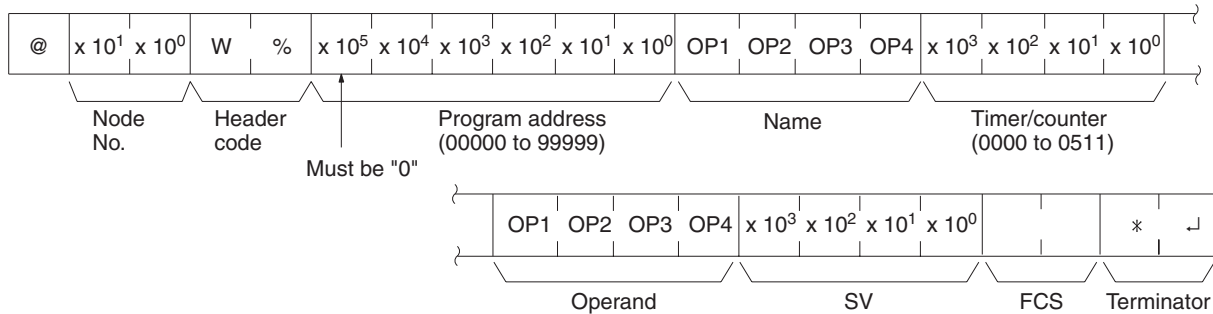 @ x 10¹ x 10⁰ W % x 10⁵ x 10⁴ x 10³ x 10² x 10¹ x 10⁰ OP1 OP2 OP3 OP4 x 10³ x 10² x 10¹ x 10⁰
Node No.
Header code
Program address (00000 to 99999)
Name
Timer/counter (0000 to 0511)
Must be "0"
OP1 OP2 OP3 OP4 x 10³ x 10² x 10¹ x 10⁰ * ↵
Operand SV FCS Terminator